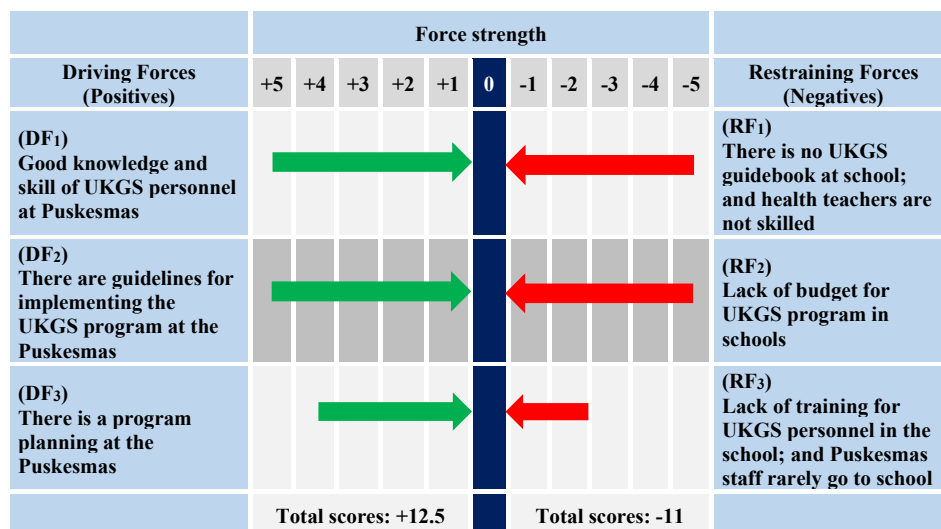 Force strength
Driving Forces
(Positives)
+5 +4 +3 +2 +1 0 -1 -2 -3 -4 -5
Restraining Forces
(Negatives)
(DF1)
Good knowledge and
skill of UKGS personnel
at Puskesmas
(RF1)
There is no UKGS
guidebook at school;
and health teachers are
not skilled
(DF2)
There are guidelines for
implementing the
UKGS program at the
Puskesmas
(RF2)
Lack of budget for
UKGS program in
schools
(DF3)
There is a program
planning at the
Puskesmas
(RF3)
Lack of training for
UKGS personnel in the
school; and Puskesmas
staff rarely go to school
Total scores: +12.5
Total scores: -11